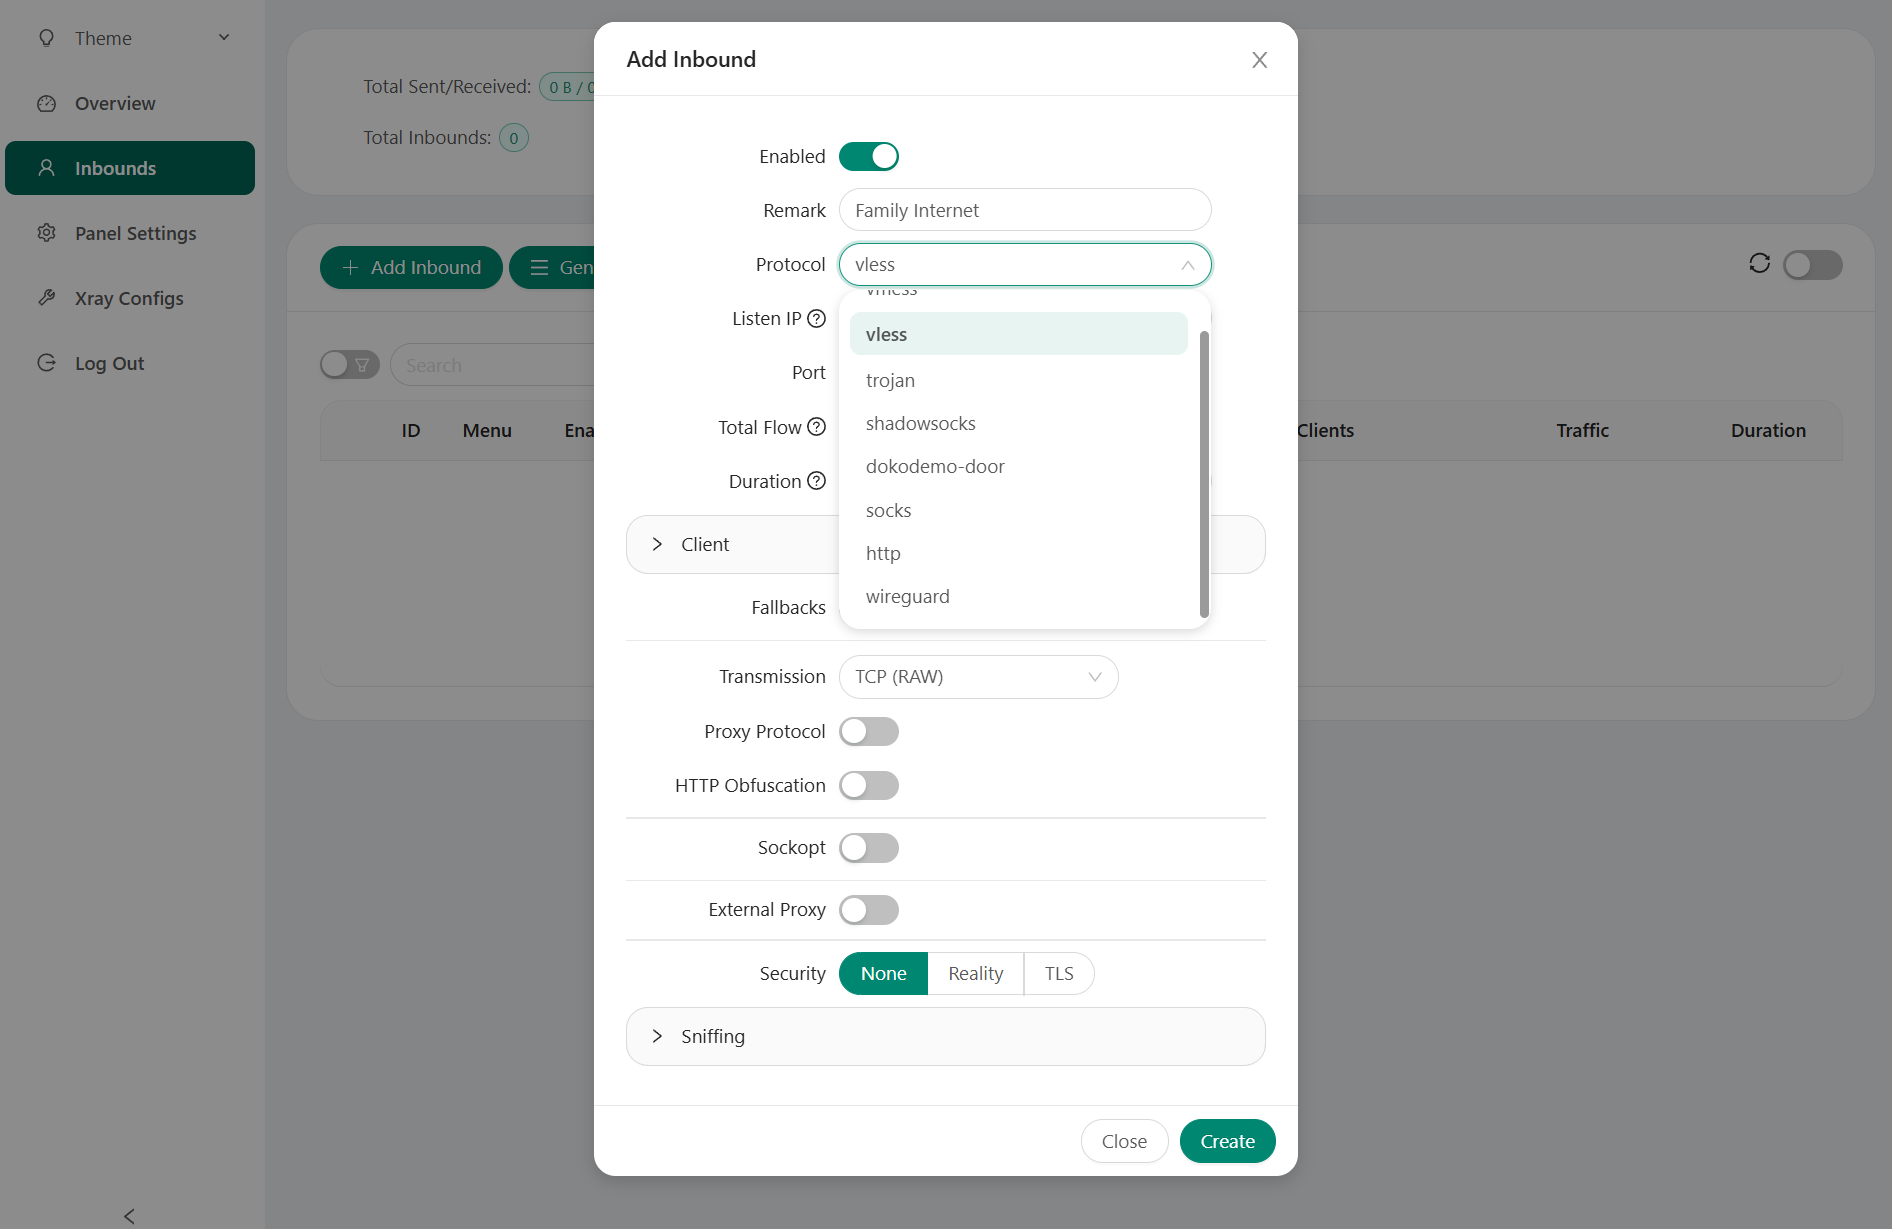 Theme
Overview
Inbounds
Panel Settings
Xray Configs
Log Out
Total Sent/Received: 0 B / 0
Total Inbounds: 0
Add Inbound
Gen
Search
ID Menu Ena Clients Traffic Duration
Add Inbound
Enabled
Remark Family Internet
Protocol vless
Listen IP
Port
Total Flow
Duration
vmess
vless
trojan
shadowsocks
dokodemo-door
socks
http
wireguard
Client
Fallbacks
Transmission TCP (RAW)
Proxy Protocol
HTTP Obfuscation
Sockopt
External Proxy
Security None Reality TLS
Sniffing
Close Create